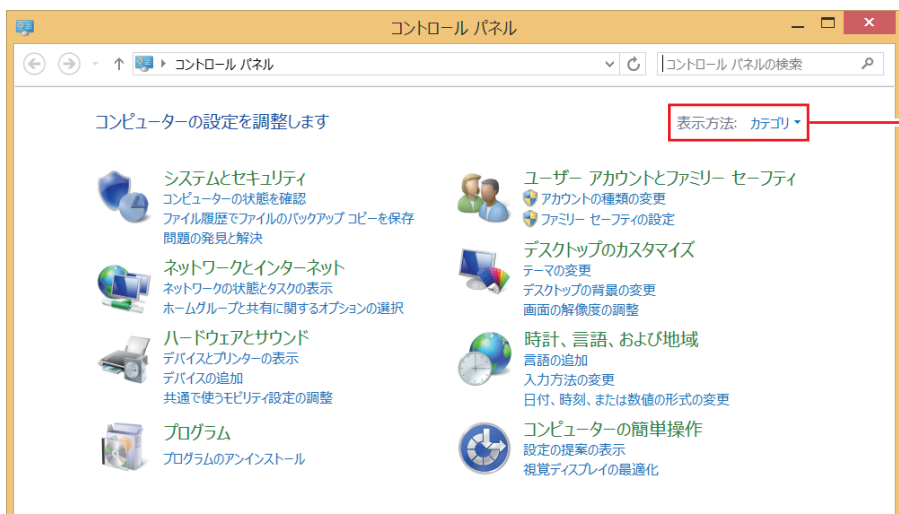 コントロール パネル
コントロール パネル
コントロール パネルの検索
コンピューターの設定を調整します
表示方法: カテゴリ
システムとセキュリティ
コンピューターの状態を確認
ファイル履歴でファイルのバックアップ コピーを保存
問題の発見と解決
ネットワークとインターネット
ネットワークの状態とタスクの表示
ホームグループと共有に関するオプションの選択
ハードウェアとサウンド
デバイスとプリンターの表示
デバイスの追加
共通で使うモビリティ設定の調整
プログラム
プログラムのアンインストール
ユーザー アカウントとファミリー セーフティ
アカウントの種類の変更
ファミリー セーフティの設定
デスクトップのカスタマイズ
テーマの変更
デスクトップの背景の変更
画面の解像度の調整
時計、言語、および地域
言語の追加
入力方法の変更
日付、時刻、または数値の形式の変更
コンピューターの簡単操作
設定の提案の表示
視覚ディスプレイの最適化